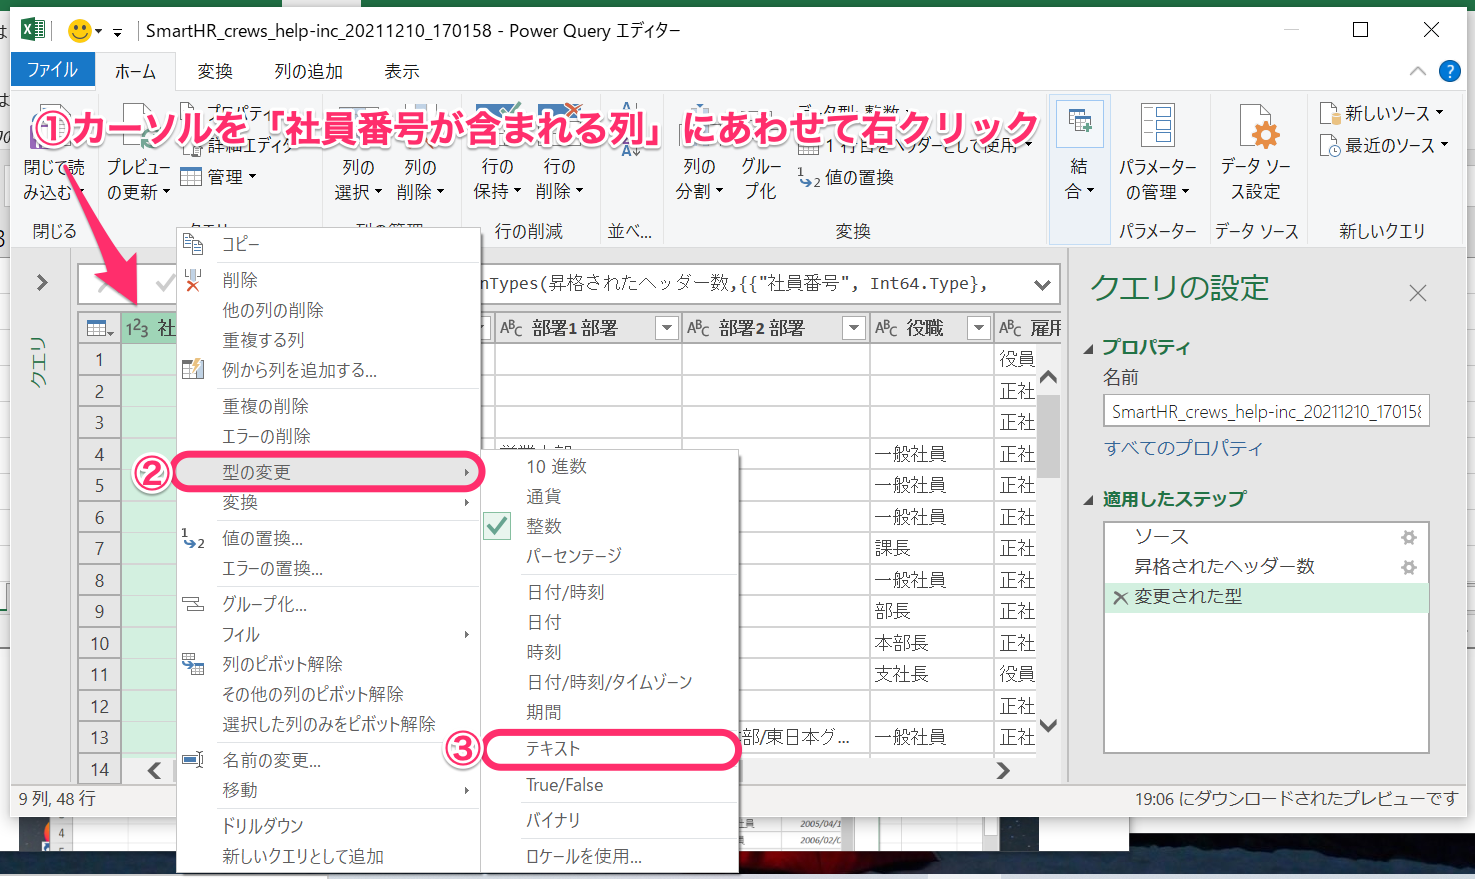 SmartHR_crews_help-inc_20211210_170158 - Power Query エディター
ファイル
ホーム
変換
列の追加
表示
①カーソルを「社員番号が含まれる列」にあわせて右クリック
閉じて読み込む
プレビューの更新
プロパティ
詳細エディター
管理
列の選択
列の削除
行の保持
行の削除
列の分割
グループ化
データ型: 整数
1 行目をヘッダーとして使用
1 2 値の置換
結合
パラメーターの管理
データ ソース設定
新しいソース
最近のソース
閉じる
クエリ
列の管理
行の削減
並べ...
変換
パラメーター
データ ソース
新しいクエリ
nTypes(昇格されたヘッダー数,{{"社員番号", Int64.Type},
クエリ
123 社
ABC 部署1 部署
ABC 部署2 部署
ABC 役職
ABC 雇用
1 役員
2 正社
3 正社
4 営業本部 一般社員 正社
5 一般社員 正社
6 一般社員 正社
7 課長 正社
8 一般社員 正社
9 部長 正社
10 本部長 正社
11 支社長 役員
12 正社
13 部/東日本グ... 一般社員 正社
14
コピー
削除
他の列の削除
重複する列
例から列を追加する...
重複の削除
エラーの削除
② 型の変更
変換
1 2 値の置換...
エラーの置換...
グループ化...
フィル
列のピボット解除
その他の列のピボット解除
選択した列のみをピボット解除
名前の変更...
移動
ドリルダウン
新しいクエリとして追加
10 進数
通貨
整数
パーセンテージ
日付/時刻
日付
時刻
日付/時刻/タイムゾーン
期間
③ テキスト
True/False
バイナリ
ロケールを使用...
クエリの設定
プロパティ
名前
SmartHR_crews_help-inc_20211210_170158
すべてのプロパティ
適用したステップ
ソース
昇格されたヘッダー数
変更された型
9 列, 48 行
19:06 にダウンロードされたプレビューです
4
社員 2005/04/1
2006/02/